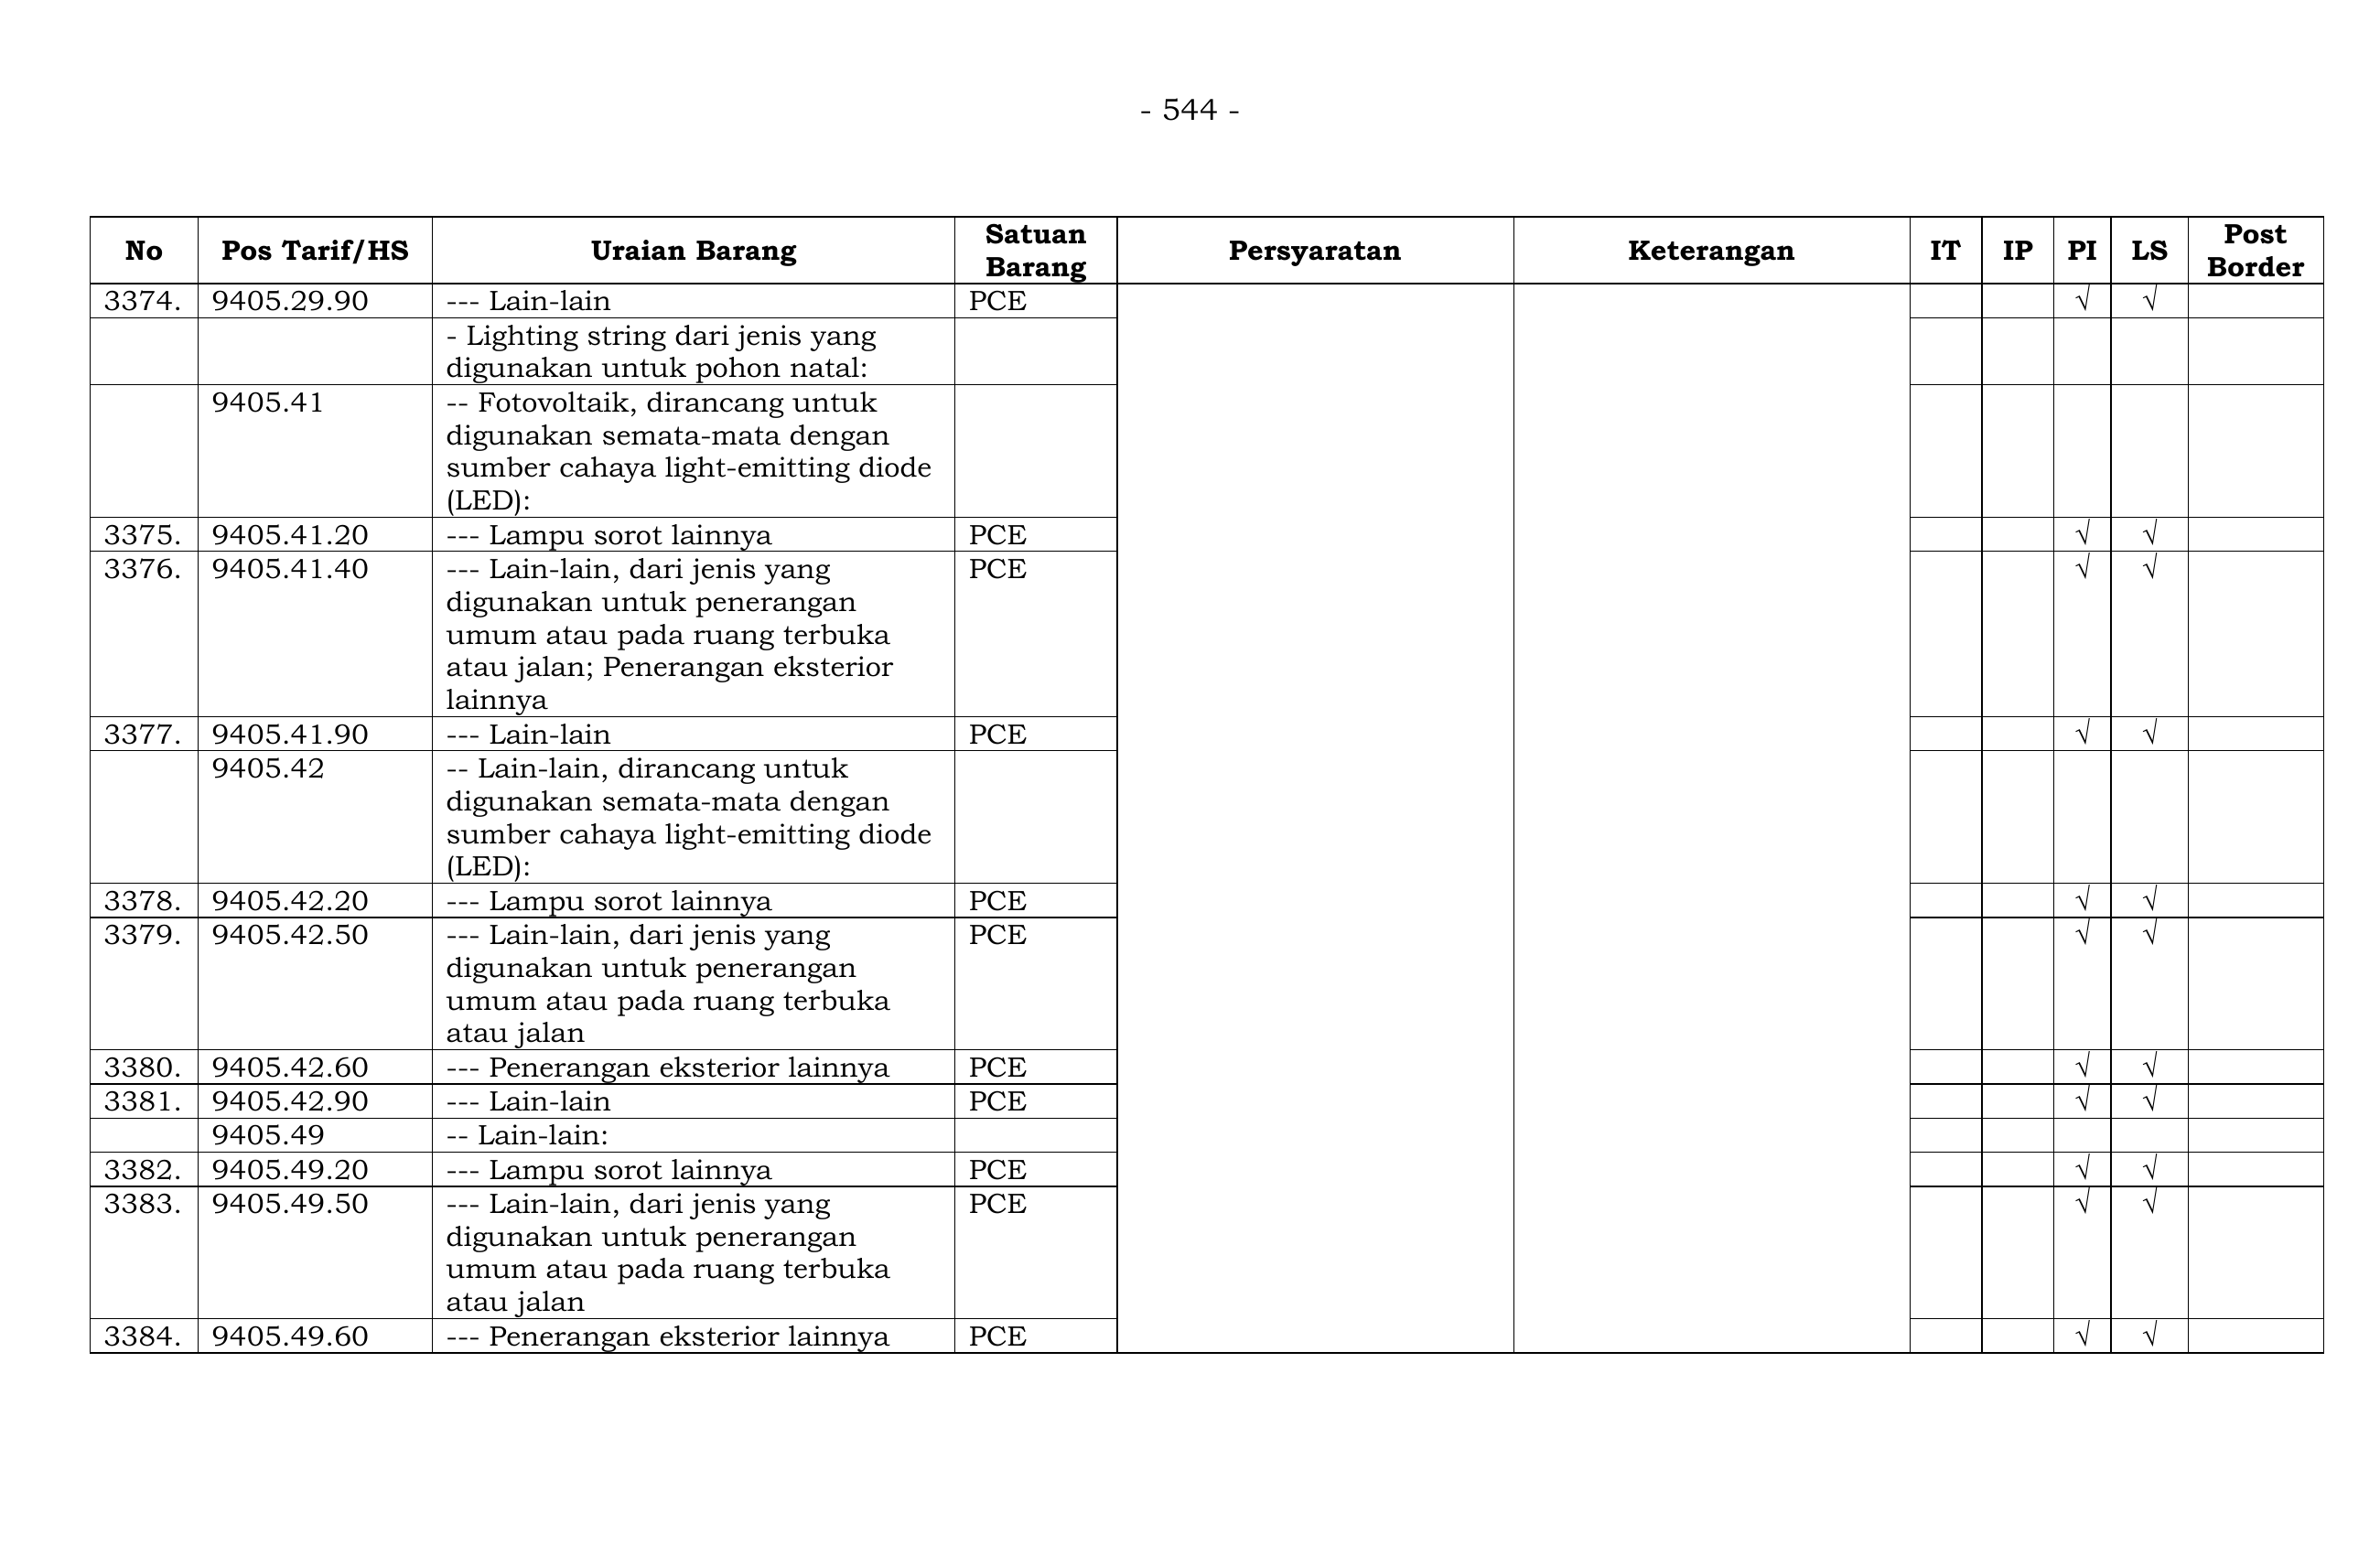 - 544 -
No Pos Tarif/HS Uraian Barang Satuan Barang Persyaratan Keterangan IT IP PI LS Post Border
3374. 9405.29.90 --- Lain-lain PCE √ √
- Lighting string dari jenis yang
digunakan untuk pohon natal:
9405.41 -- Fotovoltaik, dirancang untuk
digunakan semata-mata dengan
sumber cahaya light-emitting diode
(LED):
3375. 9405.41.20 --- Lampu sorot lainnya PCE √ √
3376. 9405.41.40 --- Lain-lain, dari jenis yang PCE √ √
digunakan untuk penerangan
umum atau pada ruang terbuka
atau jalan; Penerangan eksterior
lainnya
3377. 9405.41.90 --- Lain-lain PCE √ √
9405.42 -- Lain-lain, dirancang untuk
digunakan semata-mata dengan
sumber cahaya light-emitting diode
(LED):
3378. 9405.42.20 --- Lampu sorot lainnya PCE √ √
3379. 9405.42.50 --- Lain-lain, dari jenis yang PCE √ √
digunakan untuk penerangan
umum atau pada ruang terbuka
atau jalan
3380. 9405.42.60 --- Penerangan eksterior lainnya PCE √ √
3381. 9405.42.90 --- Lain-lain PCE √ √
9405.49 -- Lain-lain:
3382. 9405.49.20 --- Lampu sorot lainnya PCE √ √
3383. 9405.49.50 --- Lain-lain, dari jenis yang PCE √ √
digunakan untuk penerangan
umum atau pada ruang terbuka
atau jalan
3384. 9405.49.60 --- Penerangan eksterior lainnya PCE √ √